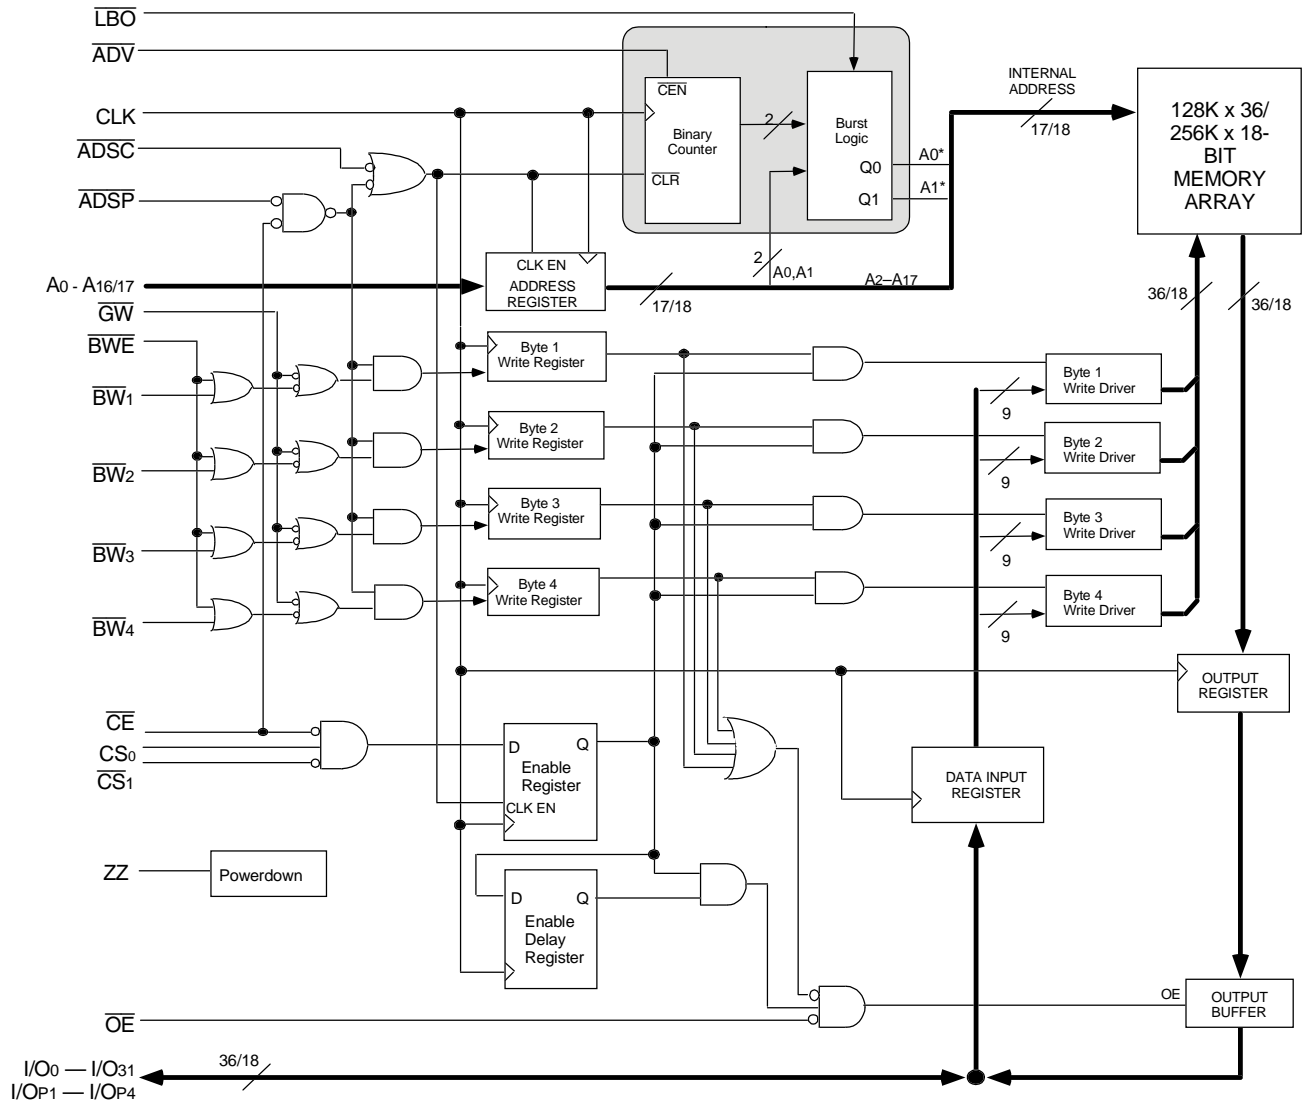 LBO
ADV
CLK
ADSC
ADSP
A0 - A16/17
GW
BWE
BW1
BW2
BW3
BW4
CE
CS0
CS1
ZZ
Powerdown
OE
I/O0 — I/O31
I/OP1 — I/OP4
36/18
CEN
Binary
Counter
CLR
2
Burst
Logic
Q0
Q1
A0*
A1*
2
A0,A1
A2–A17
INTERNAL
ADDRESS
17/18
128K x 36/
256K x 18-
BIT
MEMORY
ARRAY
CLK EN
ADDRESS
REGISTER
17/18
36/18
36/18
Byte 1
Write Register
Byte 2
Write Register
Byte 3
Write Register
Byte 4
Write Register
Byte 1
Write Driver
9
Byte 2
Write Driver
9
Byte 3
Write Driver
9
Byte 4
Write Driver
9
OUTPUT
REGISTER
D
Q
Enable
Register
CLK EN
DATA INPUT
REGISTER
D
Q
Enable
Delay
Register
OE
OUTPUT
BUFFER